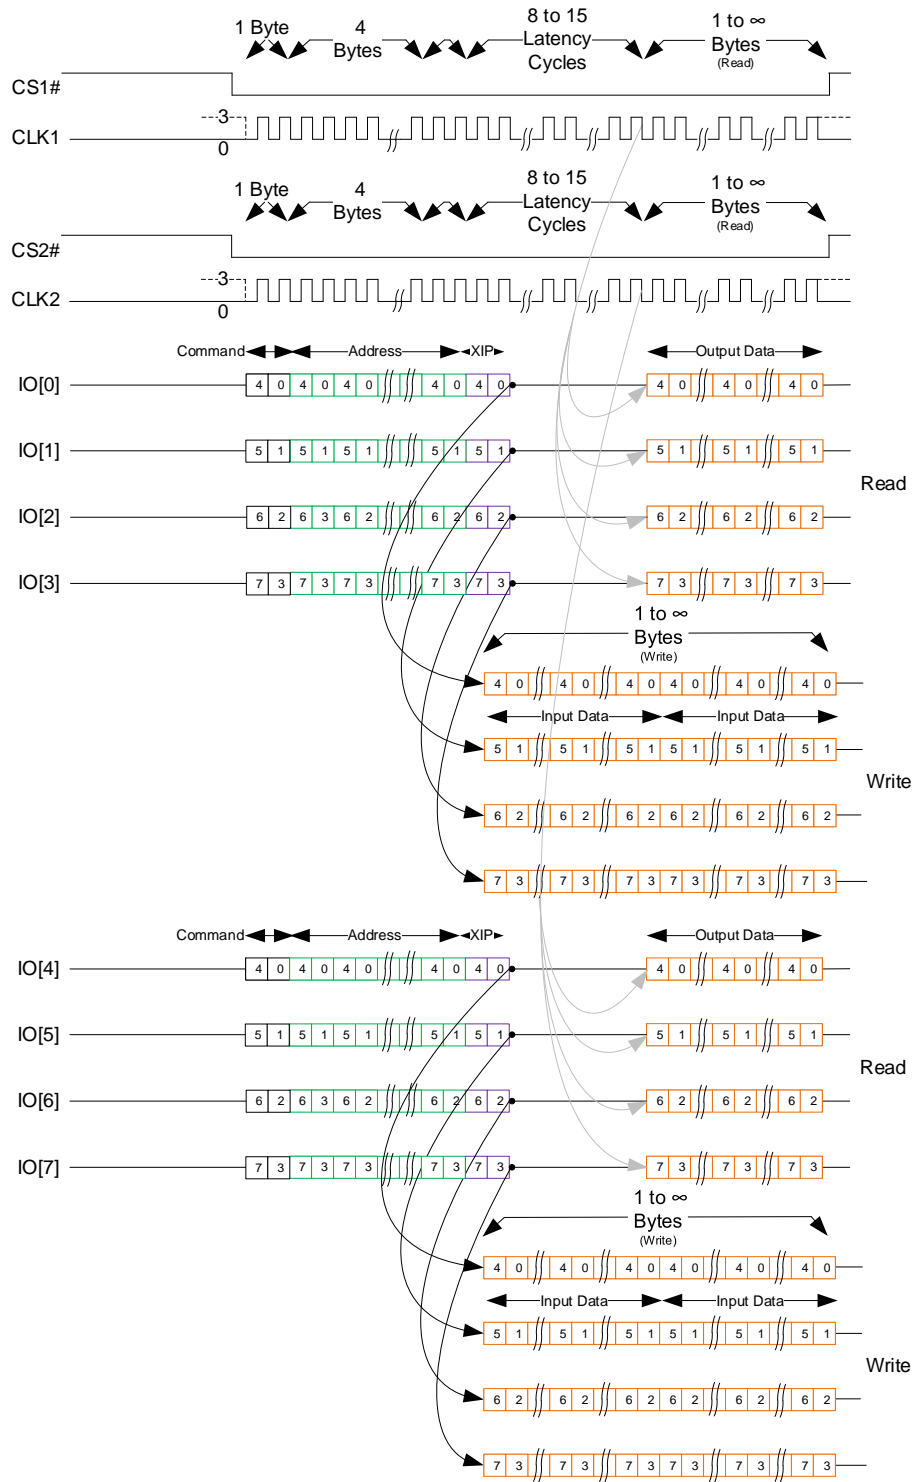 1 Byte 4 Bytes 8 to 15 Latency Cycles 1 to ∞ Bytes (Read)
CS1#
CLK1 3 0
1 Byte 4 Bytes 8 to 15 Latency Cycles 1 to ∞ Bytes (Read)
CS2#
CLK2 3 0
Command Address XIP Output Data
IO[0] 4 0 4 0 4 0 4 0 4 0 4 0 4 0 4 0
IO[1] 5 1 5 1 5 1 5 1 5 1 5 1 5 1 5 1
Read
IO[2] 6 2 6 3 6 2 6 2 6 2 6 2 6 2 6 2
IO[3] 7 3 7 3 7 3 7 3 7 3 7 3 7 3 7 3
1 to ∞ Bytes (Write)
4 0 4 0 4 0 4 0 4 0 4 0
Input Data Input Data
5 1 5 1 5 1 5 1 5 1 5 1
Write
6 2 6 2 6 2 6 2 6 2 6 2
7 3 7 3 7 3 7 3 7 3 7 3
Command Address XIP Output Data
IO[4] 4 0 4 0 4 0 4 0 4 0 4 0 4 0 4 0
IO[5] 5 1 5 1 5 1 5 1 5 1 5 1 5 1 5 1
Read
IO[6] 6 2 6 3 6 2 6 2 6 2 6 2 6 2 6 2
IO[7] 7 3 7 3 7 3 7 3 7 3 7 3 7 3 7 3
1 to ∞ Bytes (Write)
4 0 4 0 4 0 4 0 4 0 4 0
Input Data Input Data
5 1 5 1 5 1 5 1 5 1 5 1
Write
6 2 6 2 6 2 6 2 6 2 6 2
7 3 7 3 7 3 7 3 7 3 7 3